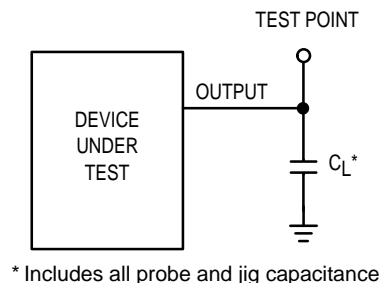 TEST POINT
OUTPUT
DEVICE
UNDER
TEST
CL*
* Includes all probe and jig capacitance